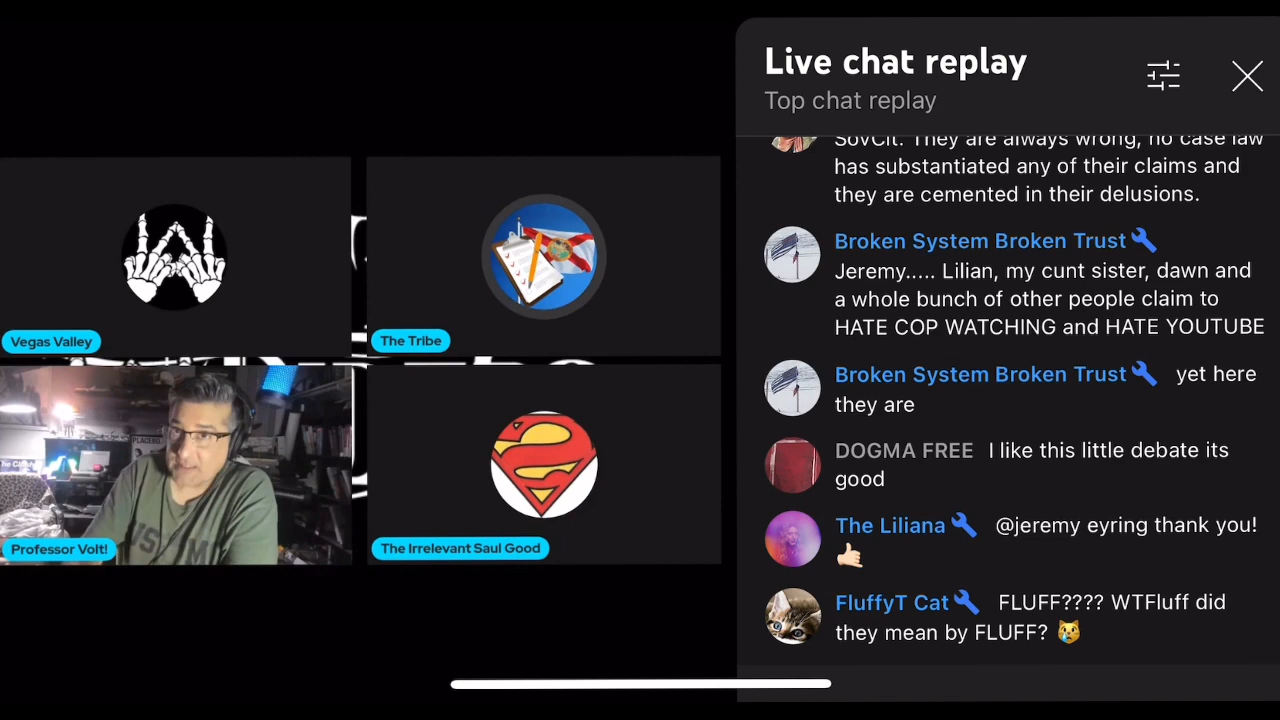 Live chat replay
Top chat replay
SovCit. They are always wrong, no case law
has substantiated any of their claims and
they are cemented in their delusions.
Broken System Broken Trust
Jeremy..... Lilian, my cunt sister, dawn and
a whole bunch of other people claim to
HATE COP WATCHING and HATE YOUTUBE
Broken System Broken Trust yet here
they are
DOGMA FREE I like this little debate its
good
The Liliana @jeremy eyring thank you!
🤙🏻
FluffyT Cat FLUFF???? WTFluff did
they mean by FLUFF? 😿
Vegas Valley
The Tribe
PLACEBO
Professor Volt!
The Irrelevant Saul Good